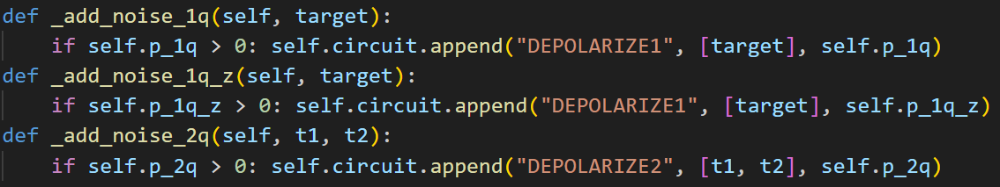 def _add_noise_1q(self, target):
    if self.p_1q > 0: self.circuit.append("DEPOLARIZE1", [target], self.p_1q)
def _add_noise_1q_z(self, target):
    if self.p_1q_z > 0: self.circuit.append("DEPOLARIZE1", [target], self.p_1q_z)
def _add_noise_2q(self, t1, t2):
    if self.p_2q > 0: self.circuit.append("DEPOLARIZE2", [t1, t2], self.p_2q)